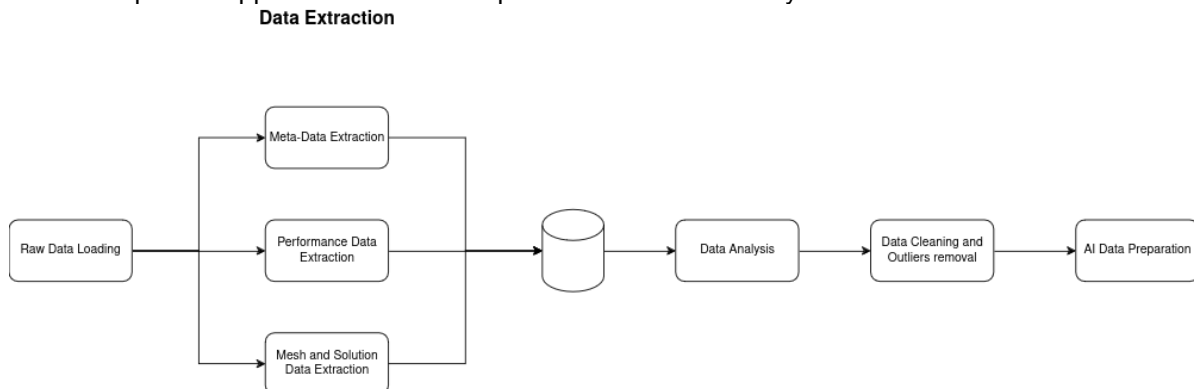 Data Extraction
Meta-Data Extraction
Raw Data Loading
Performance Data
Extraction
Data Analysis
Data Cleaning and
Outliers removal
AI Data Preparation
Mesh and Solution
Data Extraction